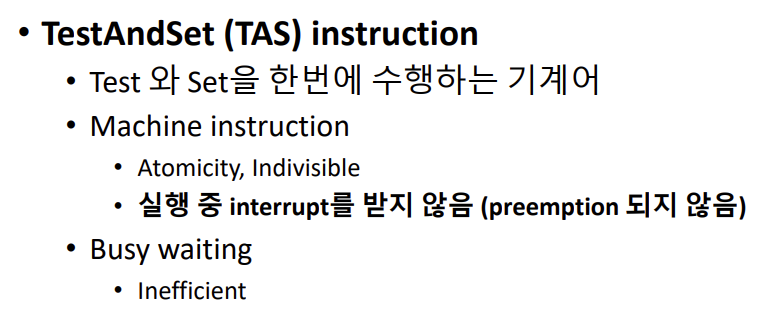 • TestAndSet (TAS) instruction
• Test 와 Set을 한번에 수행하는 기계어
• Machine instruction
• Atomicity, Indivisible
• 실행 중 interrupt를 받지 않음 (preemption 되지 않음)
• Busy waiting
• Inefficient